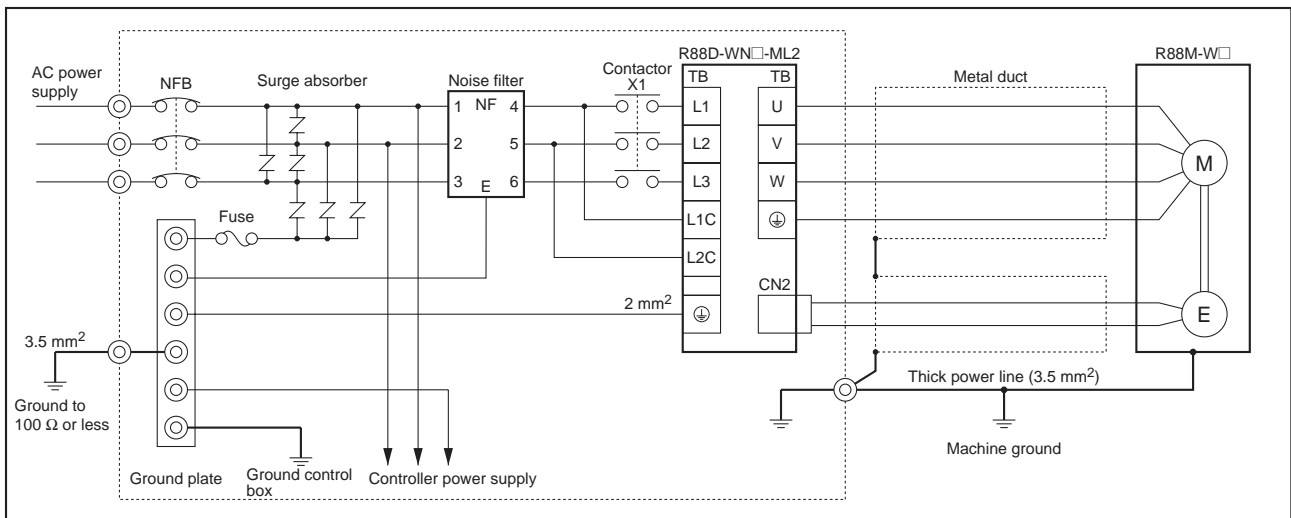 R88D-WN□-ML2
R88M-W□
AC power
supply
NFB
Surge absorber
Noise filter
Contactor
X1
TB
TB
Metal duct
1
NF
4
L1
U
2
5
L2
V
M
3
6
L3
W
E
Fuse
L1C
L2C
CN2
2 mm²
E
3.5 mm²
Thick power line (3.5 mm²)
Ground to
100 Ω or less
Machine ground
Ground plate
Ground control
box
Controller power supply